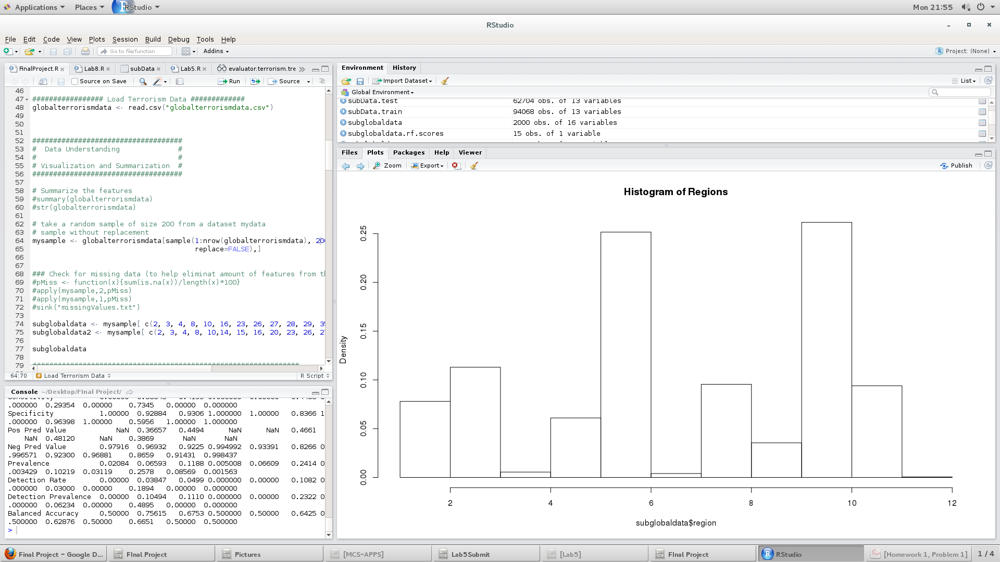 Applications Places RStudio Mon 21:55
RStudio
File Edit Code View Plots Session Build Debug Tools Help
Go to file/function Addins Project: (None)
FinalProject.R Lab8.R subData Lab5.R evaluator.terrorism.tre
Source on Save Run Source
46
47 ################# Load Terrorism Data #############
48 globalterrorismdata <- read.csv("globalterrorismdata.csv")
49
50
51
52 ####################################
53 # Data Understanding #
54 # #
55 # Visualization and Summarization #
56 ####################################
57
58 # Summarize the features
59 #summary(globalterrorismdata)
60 #str(globalterrorismdata)
61
62 # take a random sample of size 200 from a dataset mydata
63 # sample without replacement
64 mysample <- globalterrorismdata[sample(1:nrow(globalterrorismdata), 200
65 replace=FALSE),]
66
67
68 ### Check for missing data (to help eliminat amount of features from th
69 #pMiss <- function(x){sum(is.na(x))/length(x)*100}
70 #apply(mysample,2,pMiss)
71 #apply(mysample,1,pMiss)
72 #sink("missingValues.txt")
73
74 subglobaldata <- mysample[ c(2, 3, 4, 8, 10, 16, 23, 26, 27, 28, 29, 35
75 subglobaldata2 <- mysample[ c(2, 3, 4, 8, 10,14, 15, 16, 20, 23, 26, 27
76
77 subglobaldata
78
79 ################################################################
64:70 Load Terrorism Data R Script
Console ~/Desktop/FInal Project/
.000000 0.29354 0.00000 0.7345 0.00000 0.000000
Specificity 1.00000 0.92884 0.9306 1.000000 1.00000 0.8366 1
.000000 0.96398 1.00000 0.5956 1.00000 1.000000
Pos Pred Value NaN 0.36657 0.4494 NaN NaN 0.4661
NaN 0.48120 NaN 0.3869 NaN NaN
Neg Pred Value 0.97916 0.96932 0.9225 0.994992 0.93391 0.8266 0
.996571 0.92300 0.96881 0.8659 0.91431 0.998437
Prevalence 0.02084 0.06593 0.1188 0.005008 0.06609 0.2414 0
.003429 0.10219 0.03119 0.2578 0.08569 0.001563
Detection Rate 0.00000 0.03847 0.0499 0.000000 0.00000 0.1082 0
.000000 0.03000 0.00000 0.1894 0.00000 0.000000
Detection Prevalence 0.00000 0.10494 0.1110 0.000000 0.00000 0.2322 0
.000000 0.06234 0.00000 0.4895 0.00000 0.000000
Balanced Accuracy 0.50000 0.75615 0.6753 0.500000 0.50000 0.6425 0
.500000 0.62876 0.50000 0.6651 0.50000 0.500000
>
Environment History
Import Dataset List
Global Environment
subData.test 62704 obs. of 13 variables
subData.train 94068 obs. of 13 variables
subglobaldata 2000 obs. of 16 variables
subglobaldata.rf.scores 15 obs. of 1 variable
Files Plots Packages Help Viewer
Zoom Export Publish
Histogram of Regions
Density
0.25
0.20
0.15
0.10
0.05
0.00
2 4 6 8 10 12
subglobaldata$region
Final Project - Google D... FInal Project Pictures [MCS-APPS] Lab5Submit [Lab5] FInal Project RStudio [Homework 1, Problem 1] 1 / 4